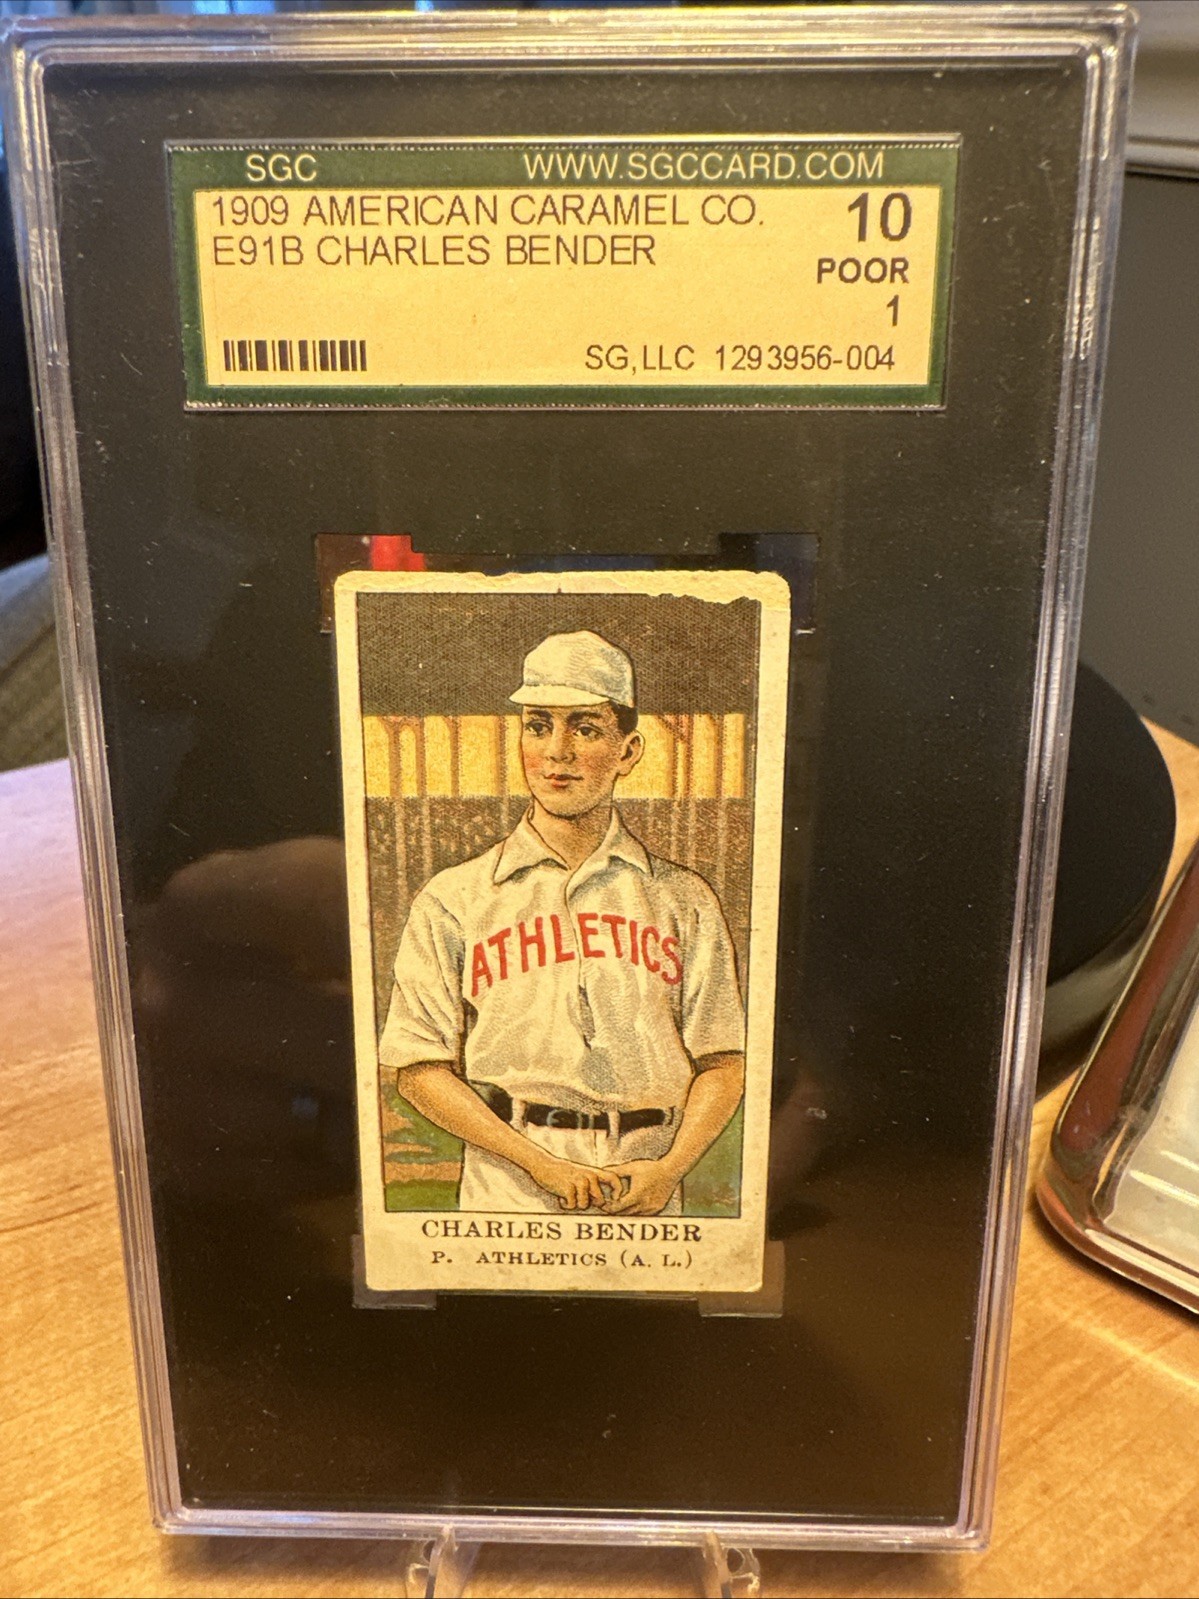 SGC WWW.SGCCARD.COM
1909 AMERICAN CARAMEL CO. 10
E91B CHARLES BENDER POOR
1
SG,LLC 1293956-004
ATHLETICS
CHARLES BENDER
P. ATHLETICS (A. L.)